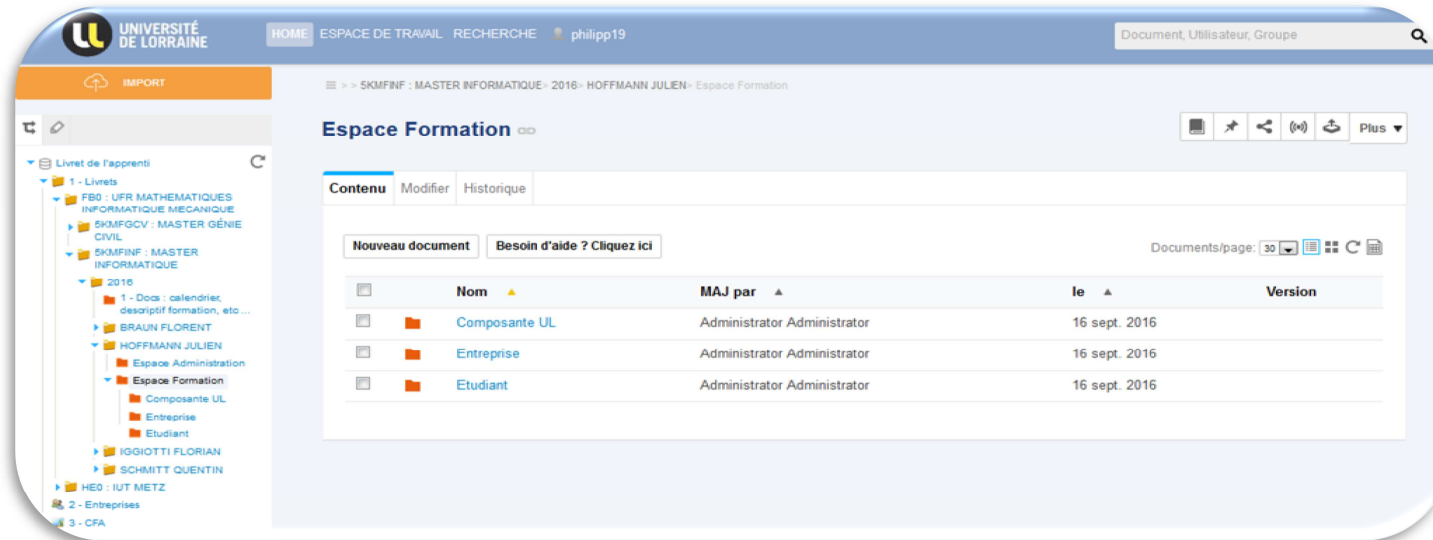 UNIVERSITÉ
DE LORRAINE
HOME ESPACE DE TRAVAIL RECHERCHE philipp19
Document, Utilisateur, Groupe
IMPORT
> > 5KMFINF : MASTER INFORMATIQUE> 2016> HOFFMANN JULIEN> Espace Formation
Espace Formation
Plus
Livret de l'apprenti
1 - Livrets
FB0 : UFR MATHEMATIQUES
INFORMATIQUE MECANIQUE
5KMFGCV : MASTER GÉNIE
CIVIL
5KMFINF : MASTER
INFORMATIQUE
2016
1 - Docs : calendrier,
descriptif formation, etc ...
BRAUN FLORENT
HOFFMANN JULIEN
Espace Administration
Espace Formation
Composante UL
Entreprise
Etudiant
IGGIOTTI FLORIAN
SCHMITT QUENTIN
HE0 : IUT METZ
2 - Entreprises
3 - CFA
Contenu Modifier Historique
Nouveau document Besoin d'aide ? Cliquez ici
Documents/page: 30
Nom MAJ par le Version
Composante UL Administrator Administrator 16 sept. 2016
Entreprise Administrator Administrator 16 sept. 2016
Etudiant Administrator Administrator 16 sept. 2016